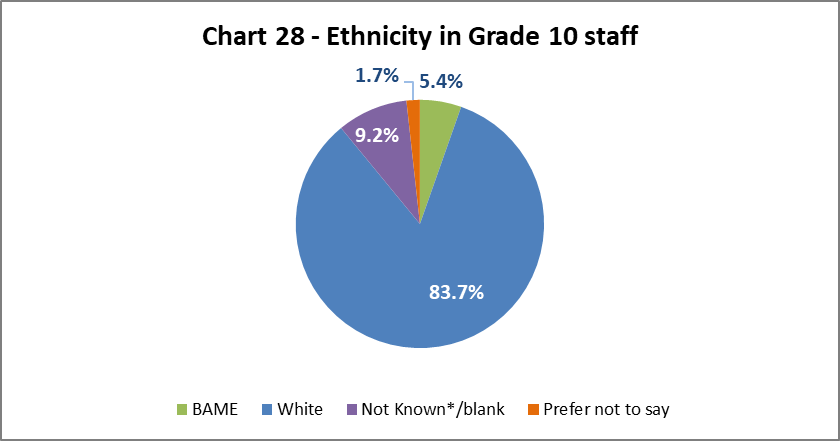 Chart 28 - Ethnicity in Grade 10 staff
1.7% 5.4%
9.2%
83.7%
BAME White Not Known*/blank Prefer not to say